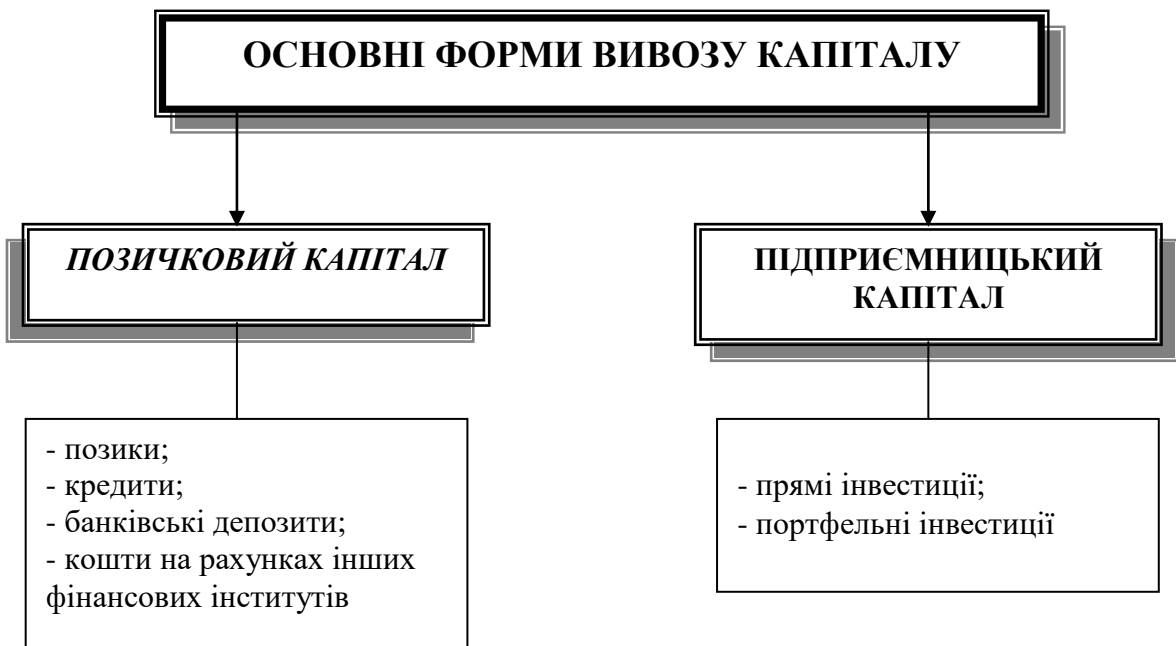 ОСНОВНІ ФОРМИ ВИВОЗУ КАПІТАЛУ
ПОЗИЧКОВИЙ КАПІТАЛ
ПІДПРИЄМНИЦЬКИЙ
КАПІТАЛ
- позики;
- кредити;
- банківські депозити;
- кошти на рахунках інших
фінансових інститутів
- прямі інвестиції;
- портфельні інвестиції